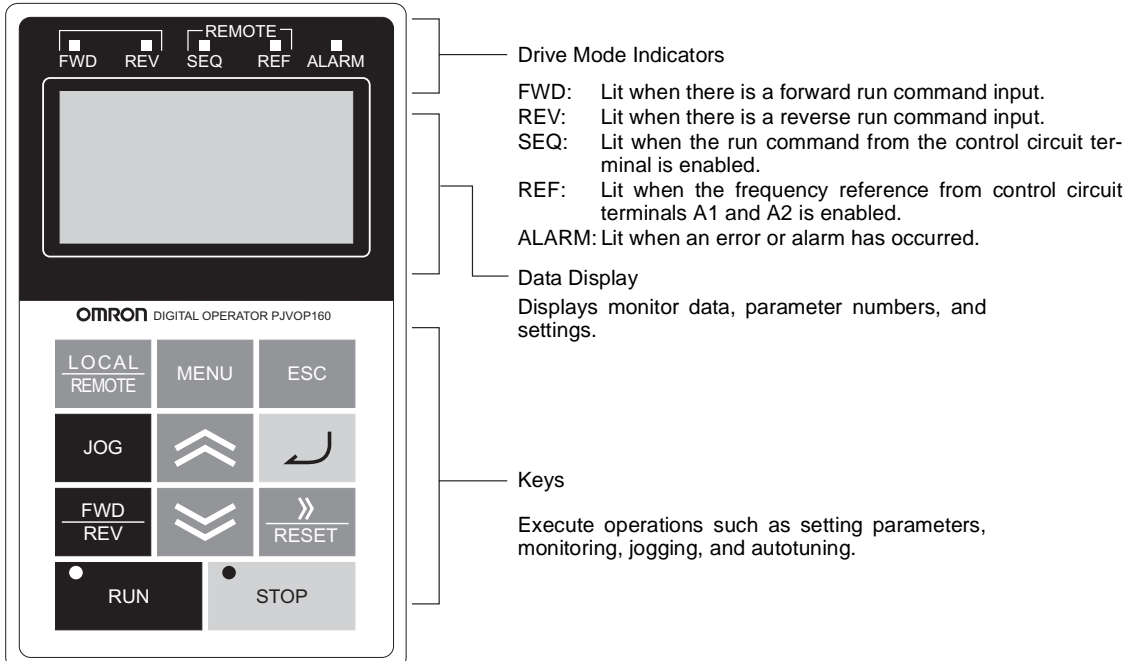 REMOTE
FWD REV SEQ REF ALARM
OMRON DIGITAL OPERATOR PJVOP160
LOCAL
REMOTE
MENU
ESC
JOG
FWD
REV
RESET
RUN
STOP
Drive Mode Indicators
FWD: Lit when there is a forward run command input.
REV: Lit when there is a reverse run command input.
SEQ: Lit when the run command from the control circuit ter-
minal is enabled.
REF: Lit when the frequency reference from control circuit
terminals A1 and A2 is enabled.
ALARM: Lit when an error or alarm has occurred.
Data Display
Displays monitor data, parameter numbers, and
settings.
Keys
Execute operations such as setting parameters,
monitoring, jogging, and autotuning.